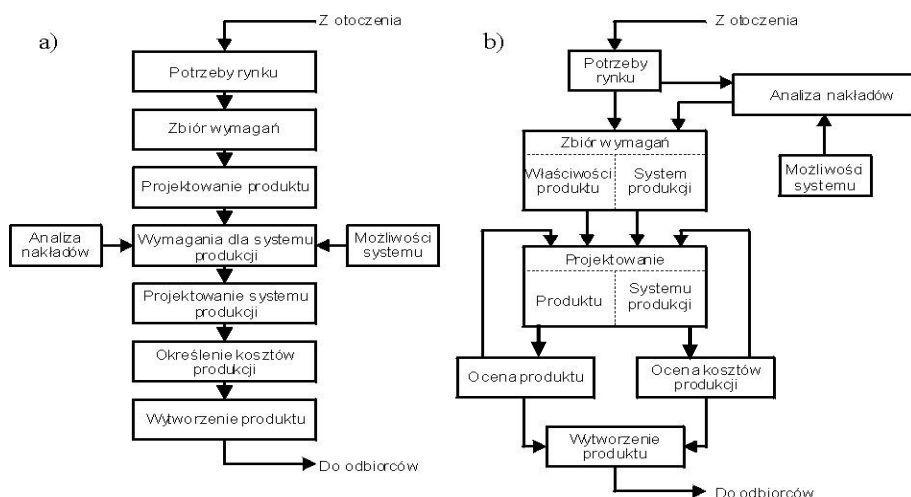 a)
Z otoczenia
Potrzeby rynku
Zbiór wymagań
Projektowanie produktu
Analiza
nakładów
Wymagania dla systemu
produkcji
Możliwości
systemu
Projektowanie systemu
produkcji
Określenie kosztów
produkcji
Wytworzenie produktu
Do odbiorców
b)
Z otoczenia
Potrzeby
rynku
Analiza nakładów
Zbiór wymagań
Właściwości
produktu
System
produkcji
Możliwości
systemu
Projektowanie
Produktu
Systemu
produkcji
Ocena produktu
Ocena kosztów
produkcji
Wytworzenie
produktu
Do odbiorców